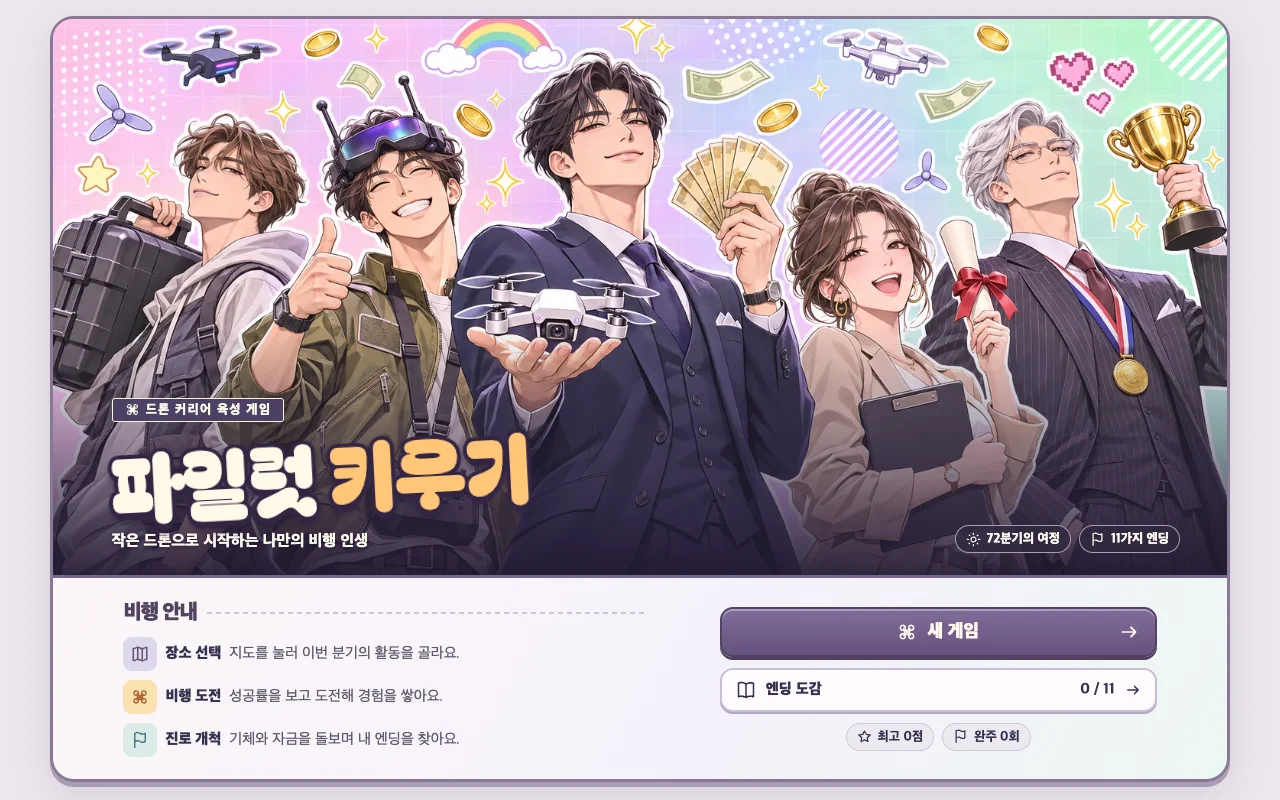 드론 커리어 육성 게임
파일럿 키우기
작은 드론으로 시작하는 나만의 비행 인생
72분기의 여정
11가지 엔딩
비행 안내
장소 선택 지도를 눌러 이번 분기의 활동을 골라요.
비행 도전 성공률을 보고 도전해 경험을 쌓아요.
진로 개척 기체와 자금을 돌보며 내 엔딩을 찾아요.
새 게임
엔딩 도감 0 / 11
최고 0점
완주 0회